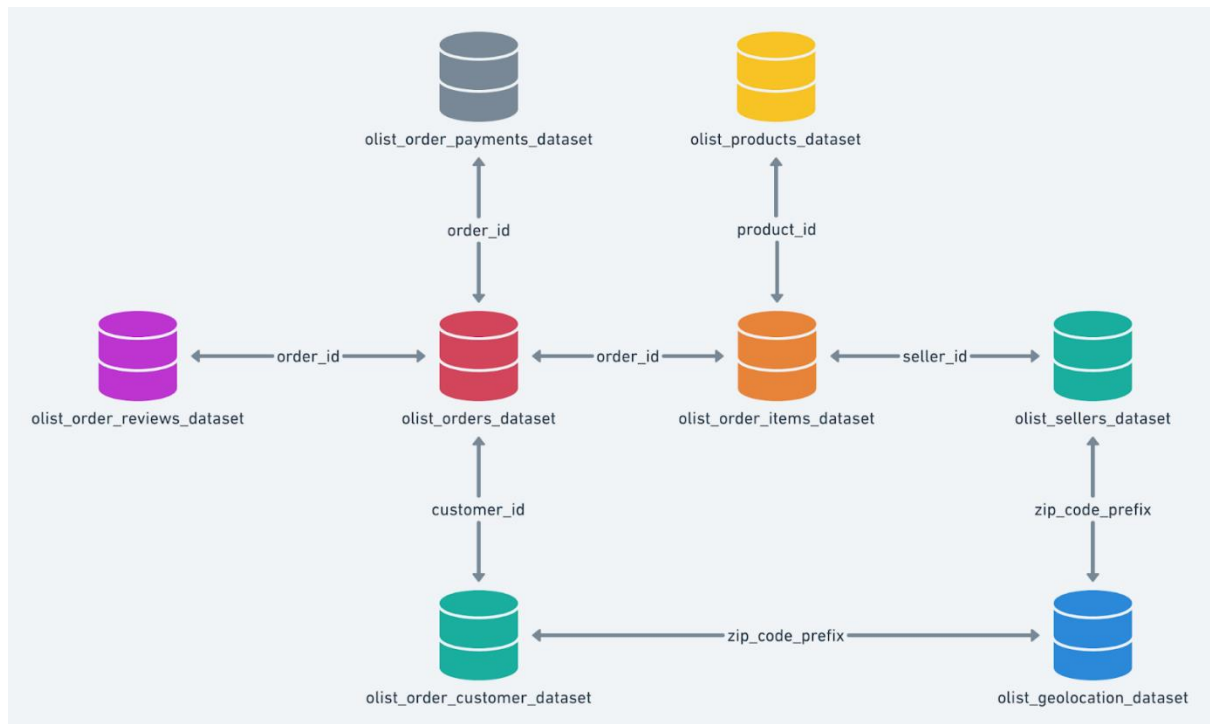 olist_order_payments_dataset
olist_products_dataset
order_id
product_id
order_id
order_id
seller_id
olist_order_reviews_dataset
olist_orders_dataset
olist_order_items_dataset
olist_sellers_dataset
customer_id
zip_code_prefix
zip_code_prefix
olist_order_customer_dataset
olist_geolocation_dataset